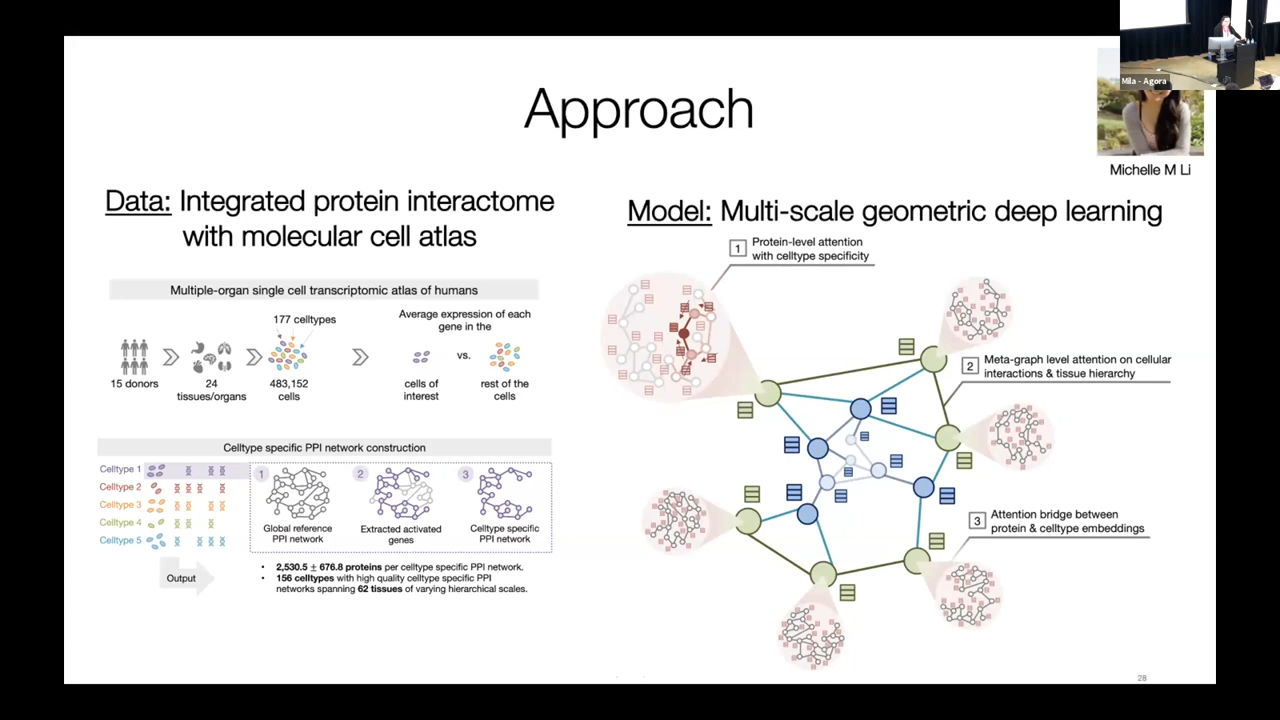 Approach
Mila - Agora
Michelle M Li
Data: Integrated protein interactome
with molecular cell atlas
Multiple-organ single cell transcriptomic atlas of humans
177 celltypes
Average expression of each
gene in the
vs.
15 donors
24
tissues/organs
483,152
cells
cells of
interest
rest of the
cells
Celltype specific PPI network construction
Celltype 1
Celltype 2
Celltype 3
Celltype 4
Celltype 5
1
Global reference
PPI network
2
Extracted activated
genes
3
Celltype specific
PPI network
Output
• 2,530.5 ± 676.8 proteins per celltype specific PPI network.
• 156 celltypes with high quality celltype specific PPI
networks spanning 62 tissues of varying hierarchical scales.
Model: Multi-scale geometric deep learning
1 Protein-level attention
with celltype specificity
2 Meta-graph level attention on cellular
interactions & tissue hierarchy
3 Attention bridge between
protein & celltype embeddings
28